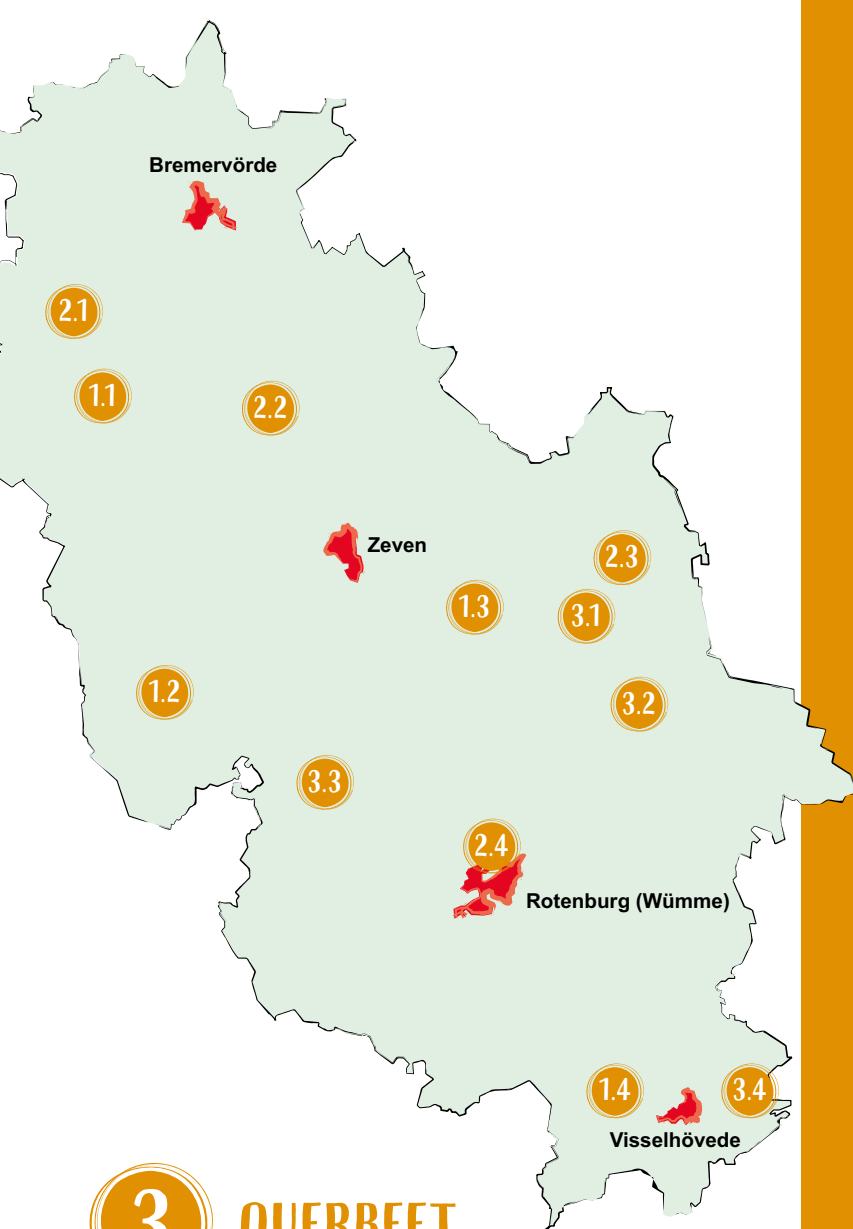 Bremervörde
2.1
1.1
2.2
Zeven
2.3
1.3
3.1
1.2
3.2
3.3
2.4
Rotenburg (Wümme)
1.4
3.4
Visselhövede
3 QUERBEET